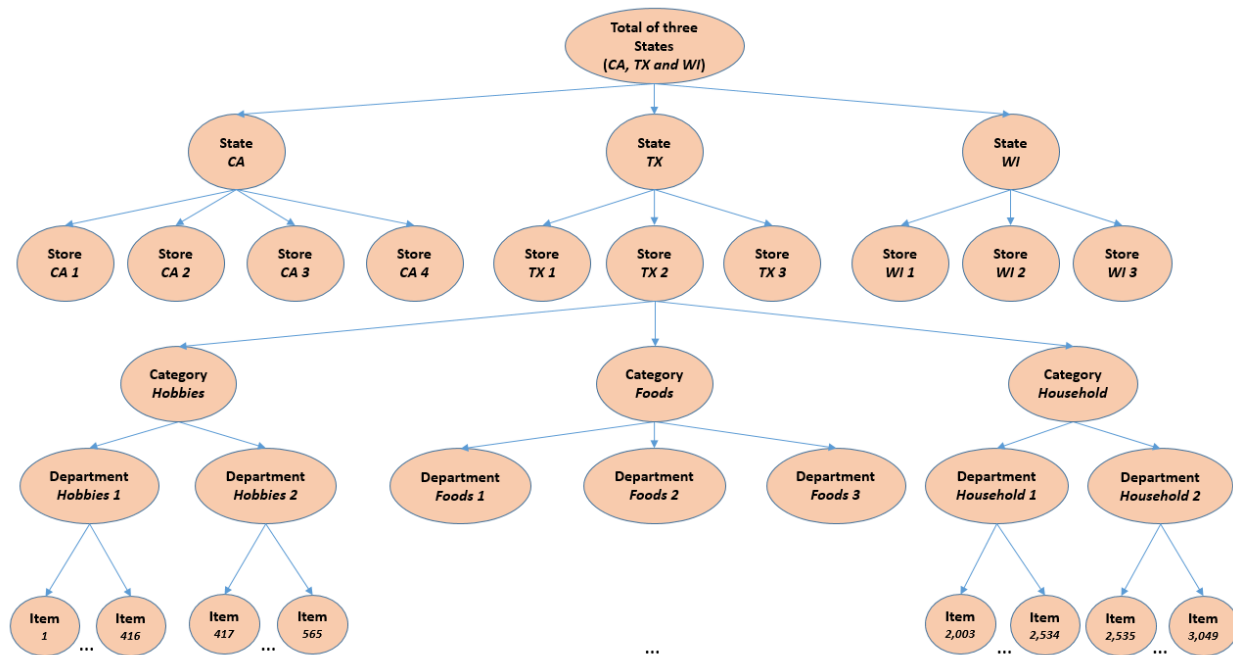 Total of three
States
(CA, TX and WI)
State
CA
State
TX
State
WI
Store
CA 1
Store
CA 2
Store
CA 3
Store
CA 4
Store
TX 1
Store
TX 2
Store
TX 3
Store
WI 1
Store
WI 2
Store
WI 3
Category
Hobbies
Category
Foods
Category
Household
Department
Hobbies 1
Department
Hobbies 2
Department
Foods 1
Department
Foods 2
Department
Foods 3
Department
Household 1
Department
Household 2
Item
1
...
Item
416
Item
417
...
Item
565
...
Item
2,003
...
Item
2,534
Item
2,535
...
Item
3,049